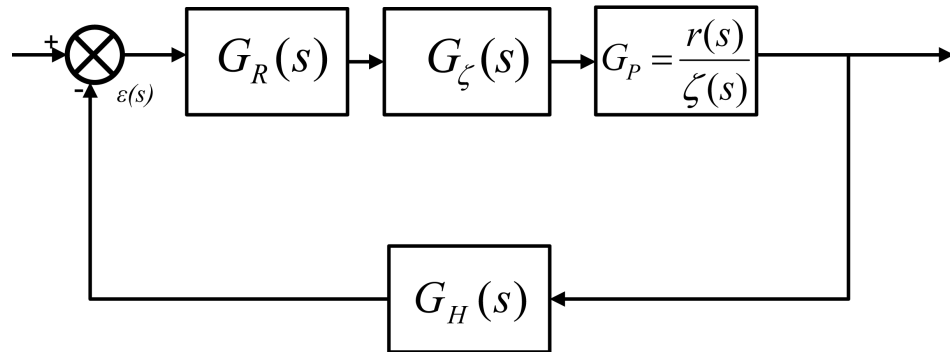 +
-
ε(s)
G_R(s)
G_ζ(s)
G_P = r(s)/ζ(s)
G_H(s)